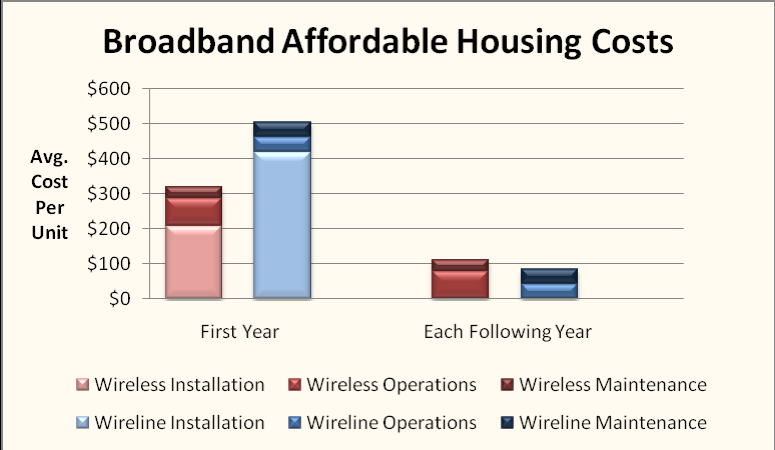 Broadband Affordable Housing Costs
$600
$500
$400
$300
$200
$100
$0
Avg.
Cost
Per
Unit
First Year
Each Following Year
Wireless Installation
Wireless Operations
Wireless Maintenance
Wireline Installation
Wireline Operations
Wireline Maintenance